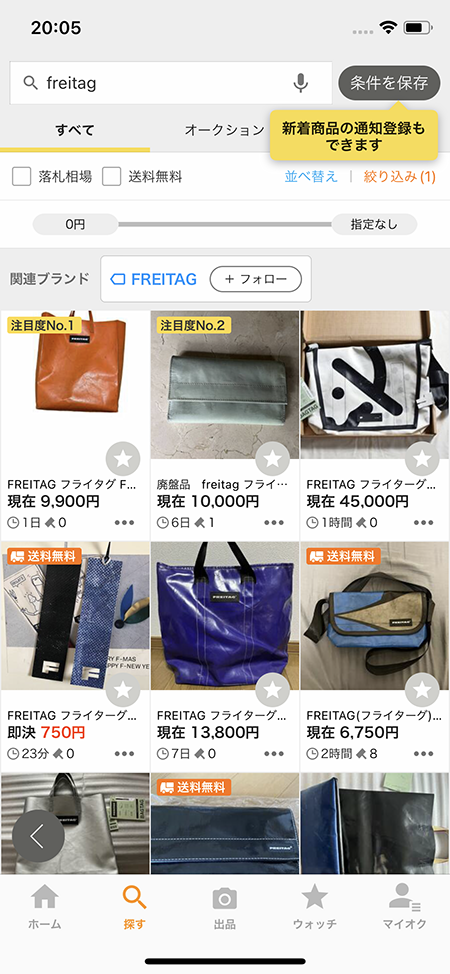 20:05
freitag
条件を保存
すべて
オークション
新着商品の通知登録も
できます
落札相場
送料無料
並べ替え
絞り込み(1)
0円
指定なし
関連ブランド
FREITAG
+ フォロー
注目度No.1
注目度No.2
FREITAG
FREITAG フライタグ F...
現在 9,900円
1日 0
廃盤品 freitag フライ...
現在 10,000円
6日 1
FREITAG フライターグ...
現在 45,000円
1時間 0
送料無料
F
F
RY F-MAS
PPY F-NEW YE
FREITAG
送料無料
FREITAG フライターグ...
即決 750円
23分 0
FREITAG フライターグ...
現在 13,800円
7日 0
FREITAG(フライターグ)...
現在 6,750円
2時間 8
送料無料
FREITAG
ホーム
探す
出品
ウォッチ
マイオク